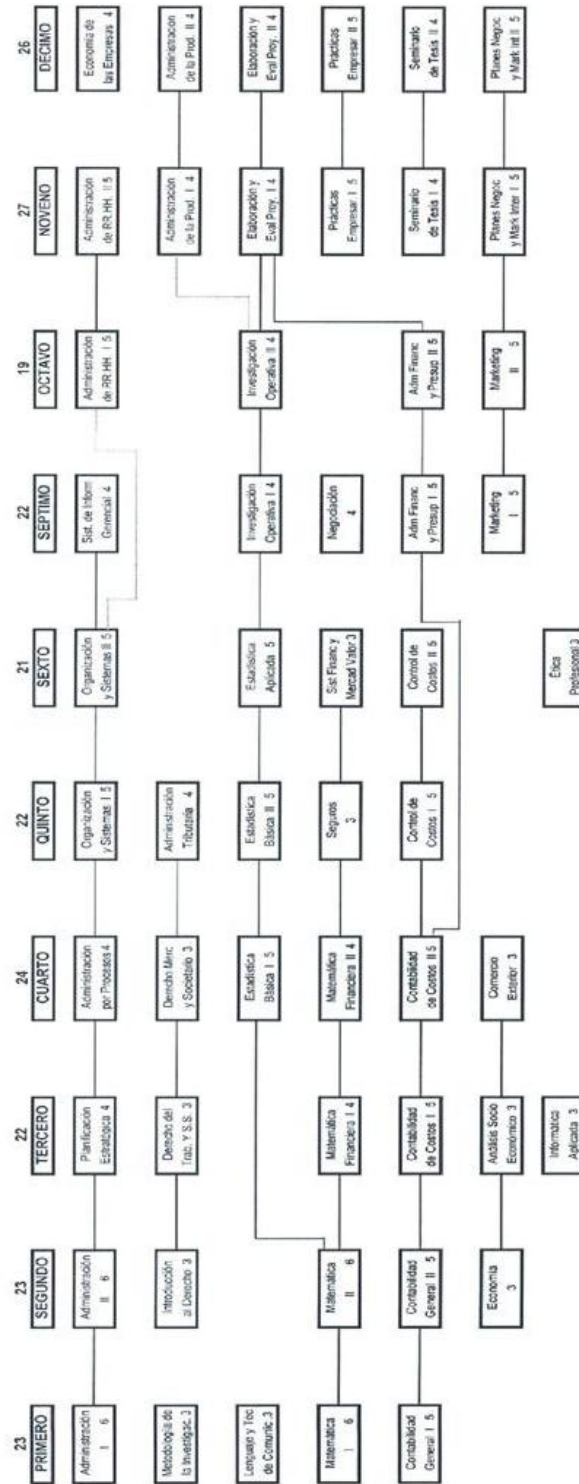 23
PRIMERO
Administración
I 6
Metodología de
la Investigac. 3
Lenguaje y Tec
de Comunic. 3
Matemática
I 6
Contabilidad
General I 5
23
SEGUNDO
Administración
II 6
Introducción
al Derecho 3
Matemática
II 6
Contabilidad
General II 5
Economía
3
22
TERCERO
Planificación
Estratégica 4
Derecho del
Trab. Y S.S. 3
Matemática
Financiera I 4
Contabilidad
de Costos I 5
Análisis Socio
Económico 3
Informática
Aplicada 3
24
CUARTO
Administración
por Procesos 4
Derecho Merc
y Societario 3
Estadística
Básica I 5
Matemática
Financiera II 4
Contabilidad
de Costos II 5
Comercio
Exterior 3
22
QUINTO
Organización
y Sistemas I 5
Administración
Tributaria 4
Estadística
Básica II 5
Seguros
3
Control de
Costos I 5
21
SEXTO
Organización
y Sistemas II 5
Estadística
Aplicada 5
Sist Financ y
Mercad Valor 3
Control de
Costos II 5
Etica
Profesional 3
22
SEPTIMO
Sist. de Inform
Gerencial 4
Investigación
Operativa I 4
Negociación
4
Adm Financ
y Presup I 5
Marketing
I 5
19
OCTAVO
Administración
de RR.HH. I 5
Investigación
Operativa II 4
Adm Financ
y Presup II 5
Marketing
II 5
27
NOVENO
Administración
de RR.HH. II 5
Administración
de la Prod. I 4
Elaboración y
Eval Proy. I 4
Prácticas
Empresar I 5
Seminario
de Tesis I 4
Planes Negoc
y Mark Inter I 5
26
DECIMO
Economía de
las Empresas 4
Administración
de la Prod. II 4
Elaboración y
Eval Proy. II 4
Prácticas
Empresar II 5
Seminario
de Tesis II 4
Planes Negoc
y Mark Int II 5